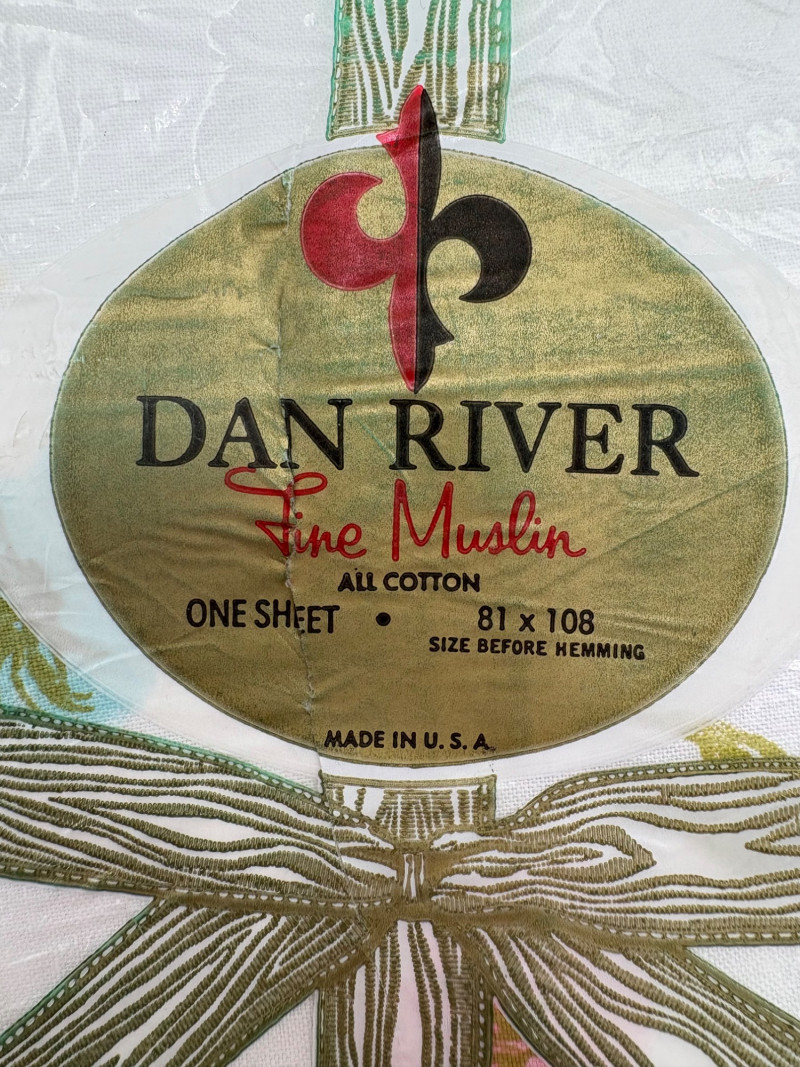 DAN RIVER
Fine Muslin
ALL COTTON
ONE SHEET • 81 x 108
SIZE BEFORE HEMMING
MADE IN U. S. A.